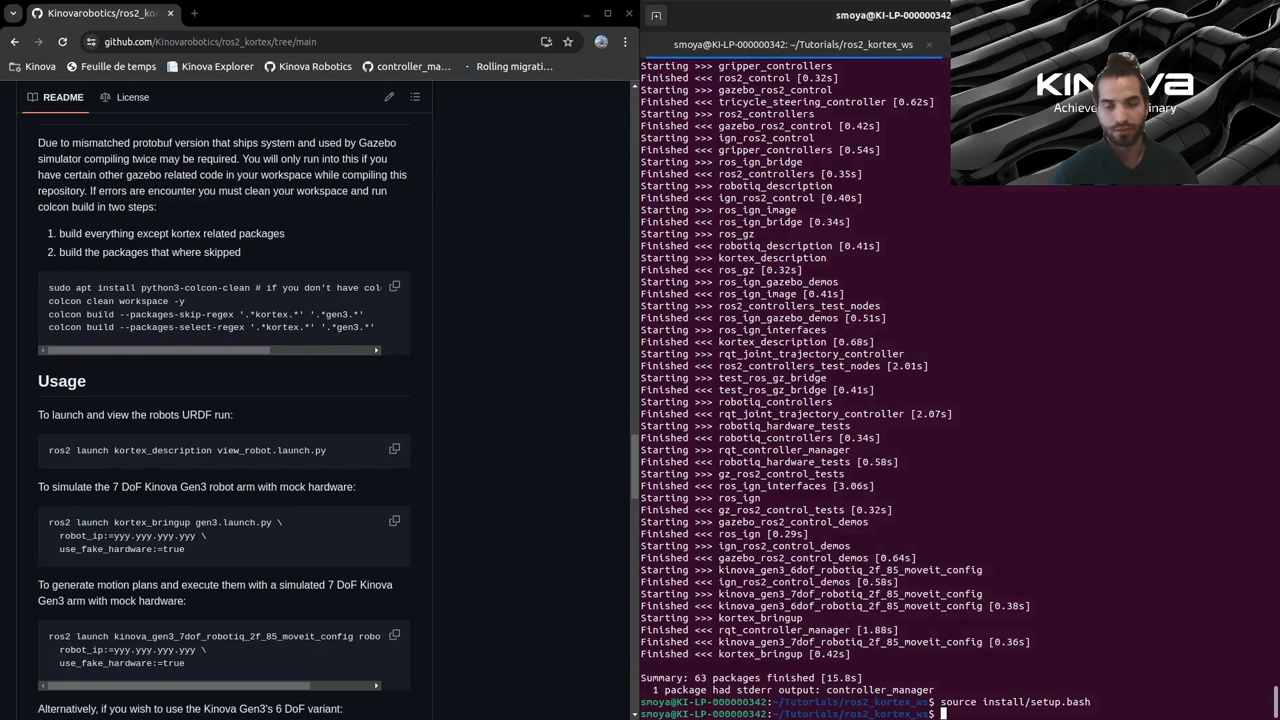 Kinovarobotics/ros2_kor
github.com/Kinovarobotics/ros2_kortex/tree/main
Kinova
Feuille de temps
Kinova Explorer
Kinova Robotics
controller_ma...
Rolling migrati...
README
License
Due to mismatched protobuf version that ships system and used by Gazebo
simulator compiling twice may be required. You will only run into this if you
have certain other gazebo related code in your workspace while compiling this
repository. If errors are encounter you must clean your workspace and run
colcon build in two steps:
1. build everything except kortex related packages
2. build the packages that where skipped
sudo apt install python3-colcon-clean # if you don't have col
colcon clean workspace -y
colcon build --packages-skip-regex '.*kortex.*' '.*gen3.*'
colcon build --packages-select-regex '.*kortex.*' '.*gen3.*'
Usage
To launch and view the robots URDF run:
ros2 launch kortex_description view_robot.launch.py
To simulate the 7 DoF Kinova Gen3 robot arm with mock hardware:
ros2 launch kortex_bringup gen3.launch.py \
robot_ip:=yyy.yyy.yyy.yyy \
use_fake_hardware:=true
To generate motion plans and execute them with a simulated 7 DoF Kinova
Gen3 arm with mock hardware:
ros2 launch kinova_gen3_7dof_robotiq_2f_85_moveit_config robo
robot_ip:=yyy.yyy.yyy.yyy \
use_fake_hardware:=true
Alternatively, if you wish to use the Kinova Gen3's 6 DoF variant:
smoya@KI-LP-000000342
smoya@KI-LP-000000342: ~/Tutorials/ros2_kortex_ws
Starting >>> gripper_controllers
Finished <<< ros2_control [0.32s]
Starting >>> gazebo_ros2_control
Finished <<< tricycle_steering_controller [0.62s]
Starting >>> ros2_controllers
Finished <<< gazebo_ros2_control [0.42s]
Starting >>> ign_ros2_control
Finished <<< gripper_controllers [0.54s]
Starting >>> ros_ign_bridge
Finished <<< ros2_controllers [0.35s]
Starting >>> robotiq_description
Finished <<< ign_ros2_control [0.40s]
Starting >>> ros_ign_image
Finished <<< ros_ign_bridge [0.34s]
Starting >>> ros_gz
Finished <<< robotiq_description [0.41s]
Starting >>> kortex_description
Finished <<< ros_gz [0.32s]
Starting >>> ros_ign_gazebo_demos
Finished <<< ros_ign_image [0.41s]
Starting >>> ros2_controllers_test_nodes
Finished <<< ros_ign_gazebo_demos [0.51s]
Starting >>> ros_ign_interfaces
Finished <<< kortex_description [0.68s]
Starting >>> rqt_joint_trajectory_controller
Finished <<< ros2_controllers_test_nodes [2.01s]
Starting >>> test_ros_gz_bridge
Finished <<< test_ros_gz_bridge [0.41s]
Starting >>> robotiq_controllers
Finished <<< rqt_joint_trajectory_controller [2.07s]
Starting >>> robotiq_hardware_tests
Finished <<< robotiq_controllers [0.34s]
Starting >>> rqt_controller_manager
Finished <<< robotiq_hardware_tests [0.58s]
Starting >>> gz_ros2_control_tests
Finished <<< ros_ign_interfaces [3.06s]
Starting >>> ros_ign
Finished <<< gz_ros2_control_tests [0.32s]
Starting >>> gazebo_ros2_control_demos
Finished <<< ros_ign [0.29s]
Starting >>> ign_ros2_control_demos
Finished <<< gazebo_ros2_control_demos [0.64s]
Starting >>> kinova_gen3_6dof_robotiq_2f_85_moveit_config
Finished <<< ign_ros2_control_demos [0.58s]
Starting >>> kinova_gen3_7dof_robotiq_2f_85_moveit_config
Finished <<< kinova_gen3_6dof_robotiq_2f_85_moveit_config [0.38s]
Starting >>> kortex_bringup
Finished <<< rqt_controller_manager [1.88s]
Finished <<< kinova_gen3_7dof_robotiq_2f_85_moveit_config [0.36s]
Finished <<< kortex_bringup [0.42s]
Summary: 63 packages finished [15.8s]
1 package had stderr output: controller_manager
smoya@KI-LP-000000342:~/Tutorials/ros2_kortex_ws$ source install/setup.bash
smoya@KI-LP-000000342:~/Tutorials/ros2_kortex_ws$
KINOVA